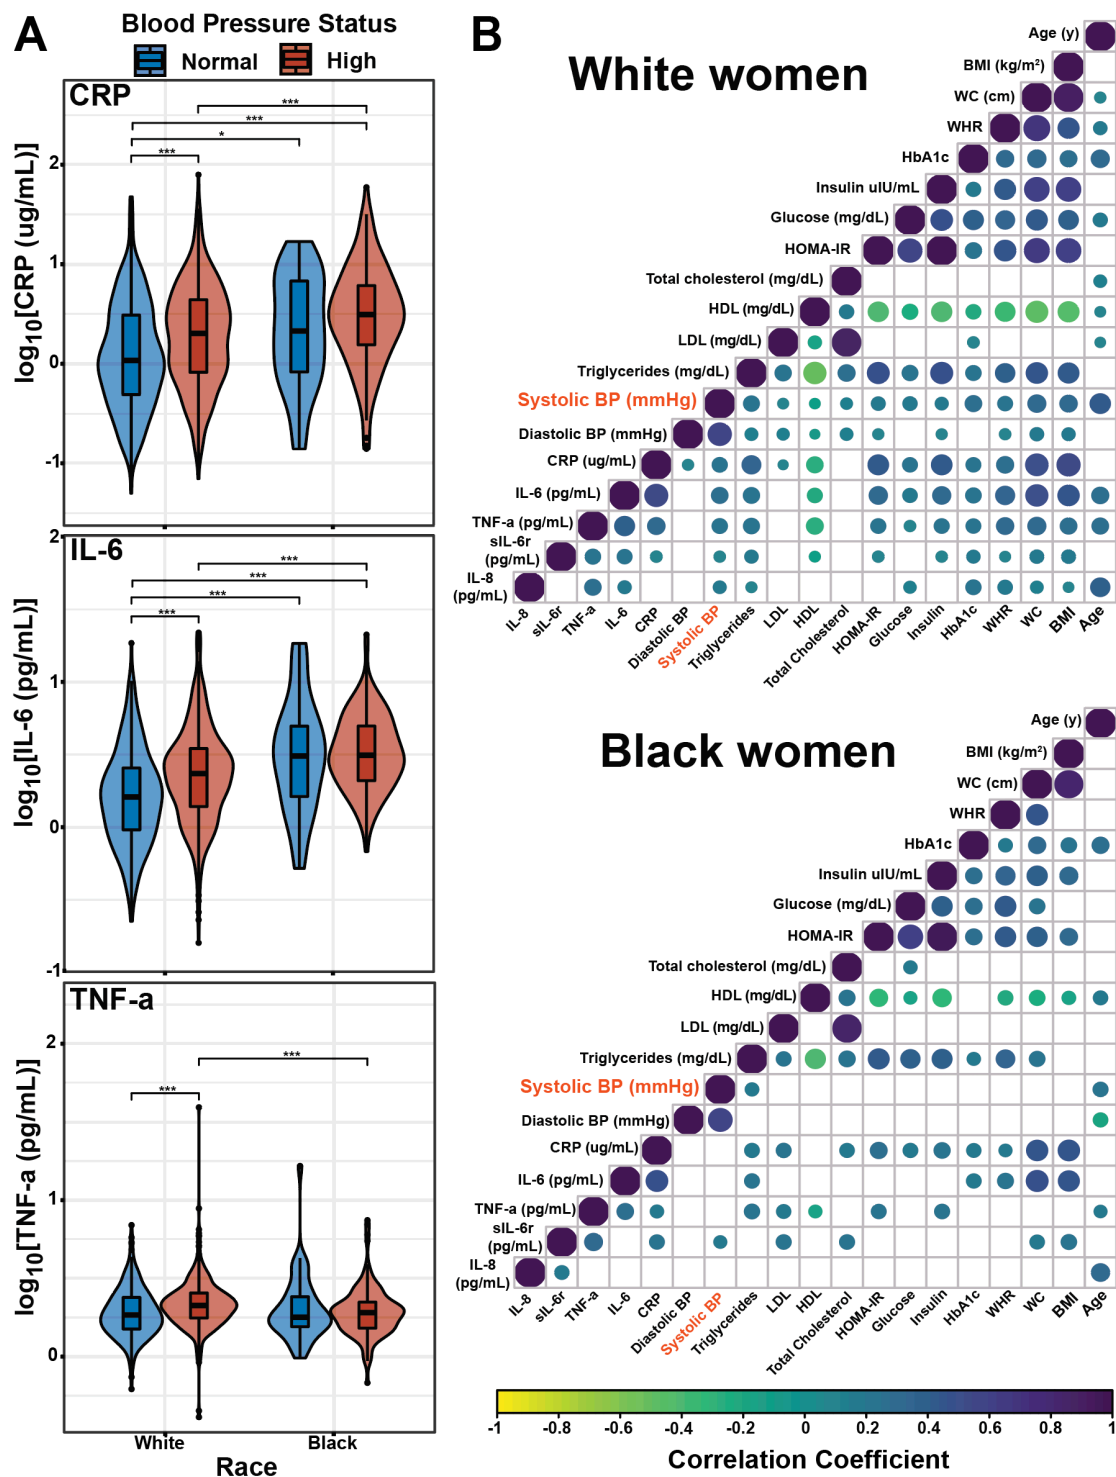 A
Blood Pressure Status
Normal
High
CRP
***
***
*
***
log10[CRP (ug/mL)]
2
1
0
-1
IL-6
***
***
***
***
log10[IL-6 (pg/mL)]
2
1
0
-1
TNF-a
***
***
log10[TNF-a (pg/mL)]
2
1
0
White
Black
Race
B
White women
Age (y)
BMI (kg/m²)
WC (cm)
WHR
HbA1c
Insulin uIU/mL
Glucose (mg/dL)
HOMA-IR
Total cholesterol (mg/dL)
HDL (mg/dL)
LDL (mg/dL)
Triglycerides (mg/dL)
Systolic BP (mmHg)
Diastolic BP (mmHg)
CRP (ug/mL)
IL-6 (pg/mL)
TNF-a (pg/mL)
sIL-6r
(pg/mL)
IL-8
(pg/mL)
IL-8
sIL-6r
TNF-a
IL-6
CRP
Diastolic BP
Systolic BP
Triglycerides
LDL
HDL
Total Cholesterol
HOMA-IR
Glucose
Insulin
HbA1c
WHR
WC
BMI
Age
Black women
Age (y)
BMI (kg/m²)
WC (cm)
WHR
HbA1c
Insulin uIU/mL
Glucose (mg/dL)
HOMA-IR
Total cholesterol (mg/dL)
HDL (mg/dL)
LDL (mg/dL)
Triglycerides (mg/dL)
Systolic BP (mmHg)
Diastolic BP (mmHg)
CRP (ug/mL)
IL-6 (pg/mL)
TNF-a (pg/mL)
sIL-6r
(pg/mL)
IL-8
(pg/mL)
IL-8
sIL-6r
TNF-a
IL-6
CRP
Diastolic BP
Systolic BP
Triglycerides
LDL
HDL
Total Cholesterol
HOMA-IR
Glucose
Insulin
HbA1c
WHR
WC
BMI
Age
-1 -0.8 -0.6 -0.4 -0.2 0 0.2 0.4 0.6 0.8 1
Correlation Coefficient